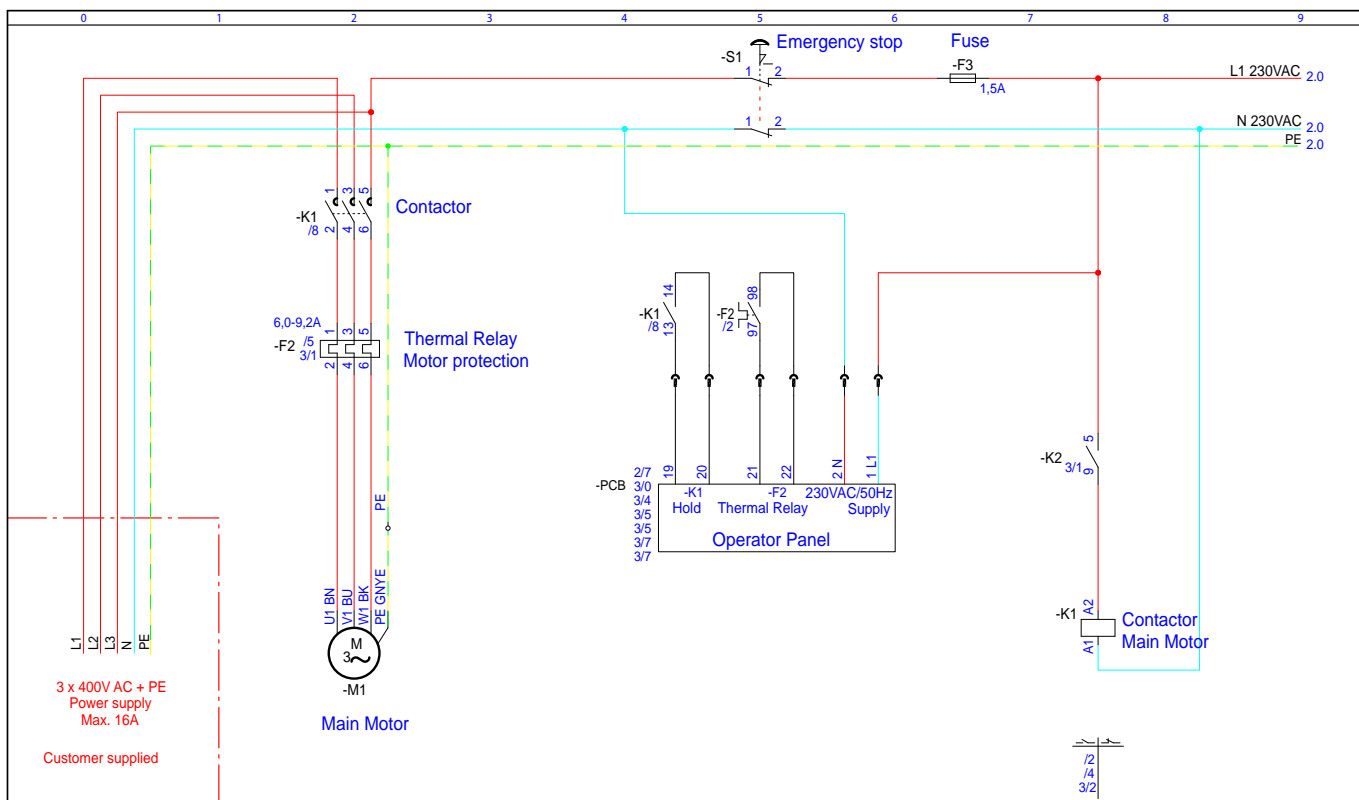 0 1 2 3 4 5 6 7 8 9
Emergency stop
Fuse
-S1
1 2
-F3
1,5A
L1 230VAC 2.0
1 2
N 230VAC 2.0
PE 2.0
1 3 5
-K1
/8
2 4 6
Contactor
6,0-9,2A
-F2
/5
3/1
1 3 5
2 4 6
Thermal Relay
Motor protection
14
-K1
/8
13
98
-F2
/2
97
19 20 21 22 2 N 1 L1
-PCB
2/7
3/0
3/4
3/5
3/5
3/7
3/7
-K1
Hold
-F2
Thermal Relay
230VAC/50Hz
Supply
Operator Panel
5
-K2
3/1
9
A2
-K1
A1
Contactor
Main Motor
PE
U1 BN
V1 BU
W1 BK
PE GNYE
M
3
-M1
Main Motor
L1
L2
L3
N
PE
3 x 400V AC + PE
Power supply
Max. 16A
Customer supplied
/2
/4
3/2